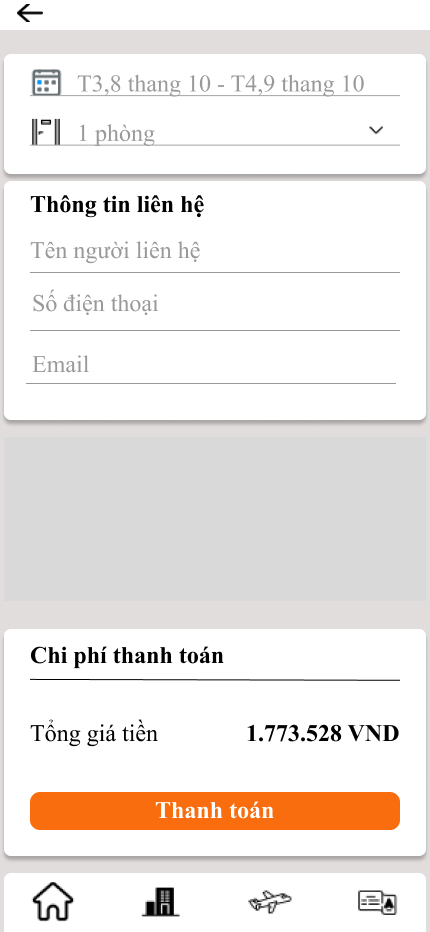 T3,8 thang 10 - T4,9 thang 10
1 phòng
Thông tin liên hệ
Tên người liên hệ
Số điện thoại
Email
Chi phí thanh toán
Tổng giá tiền 1.773.528 VND
Thanh toán